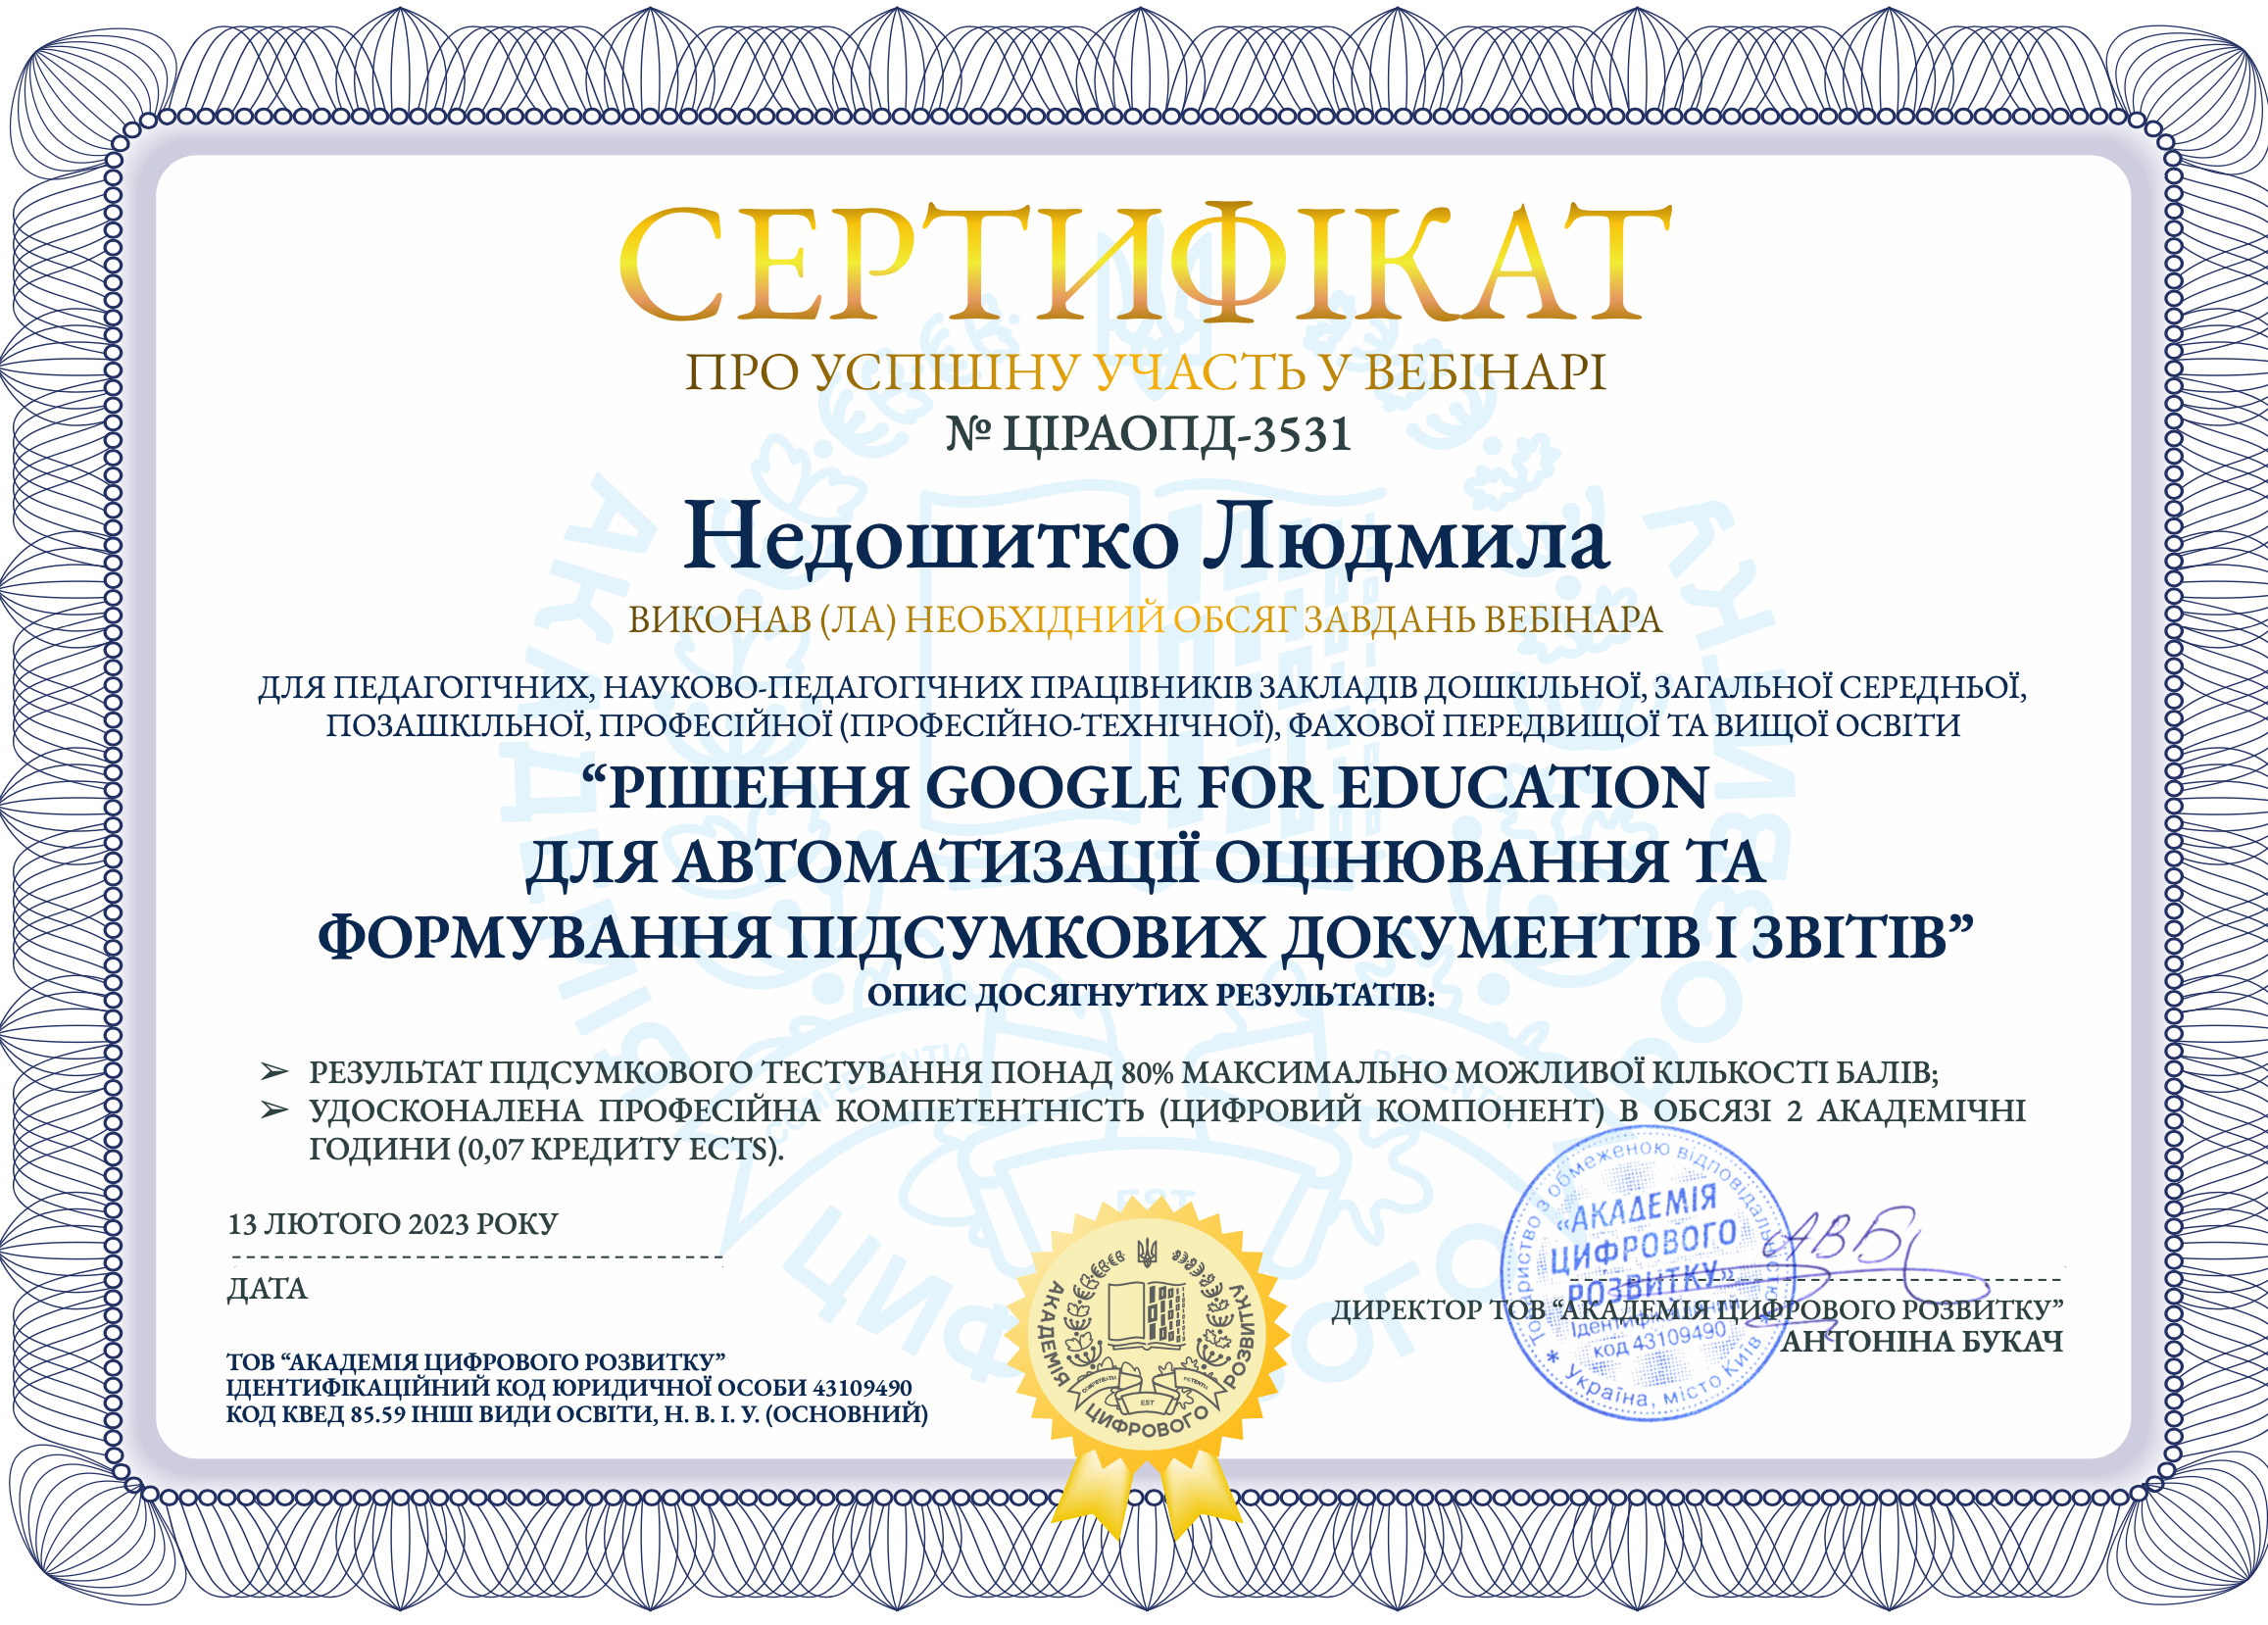 СЕРТИФІКАТ
ПРО УСПІШНУ УЧАСТЬ У ВЕБІНАРІ
№ ЦІРАОПД-3531
Недошитко Людмила
ВИКОНАВ (ЛА) НЕОБХІДНИЙ ОБСЯГ ЗАВДАНЬ ВЕБІНАРА
ДЛЯ ПЕДАГОГІЧНИХ, НАУКОВО-ПЕДАГОГІЧНИХ ПРАЦІВНИКІВ ЗАКЛАДІВ ДОШКІЛЬНОЇ, ЗАГАЛЬНОЇ СЕРЕДНЬОЇ,
ПОЗАШКІЛЬНОЇ, ПРОФЕСІЙНОЇ (ПРОФЕСІЙНО-ТЕХНІЧНОЇ), ФАХОВОЇ ПЕРЕДВИЩОЇ ТА ВИЩОЇ ОСВІТИ
“РІШЕННЯ GOOGLE FOR EDUCATION
ДЛЯ АВТОМАТИЗАЦІЇ ОЦІНЮВАННЯ ТА
ФОРМУВАННЯ ПІДСУМКОВИХ ДОКУМЕНТІВ І ЗВІТІВ”
ОПИС ДОСЯГНУТИХ РЕЗУЛЬТАТІВ:
➢ РЕЗУЛЬТАТ ПІДСУМКОВОГО ТЕСТУВАННЯ ПОНАД 80% МАКСИМАЛЬНО МОЖЛИВОЇ КІЛЬКОСТІ БАЛІВ;
➢ УДОСКОНАЛЕНА ПРОФЕСІЙНА КОМПЕТЕНТНІСТЬ (ЦИФРОВИЙ КОМПОНЕНТ) В ОБСЯЗІ 2 АКАДЕМІЧНІ
ГОДИНИ (0,07 КРЕДИТУ ECTS).
13 ЛЮТОГО 2023 РОКУ
ДАТА
ТОВ “АКАДЕМІЯ ЦИФРОВОГО РОЗВИТКУ”
ІДЕНТИФІКАЦІЙНИЙ КОД ЮРИДИЧНОЇ ОСОБИ 43109490
КОД КВЕД 85.59 ІНШІ ВИДИ ОСВІТИ, Н. В. І. У. (ОСНОВНИЙ)
АКАДЕМІЯ ЦИФРОВОГО РОЗВИТКУ
COMPETENTIA
POTENTIA
EST
Товариство з обмеженою відповідальністю
«АКАДЕМІЯ
ЦИФРОВОГО
РОЗВИТКУ»
Ідентифікаційний
код 43109490
Україна, місто Київ
ДИРЕКТОР ТОВ “АКАДЕМІЯ ЦИФРОВОГО РОЗВИТКУ”
АНТОНІНА БУКАЧ